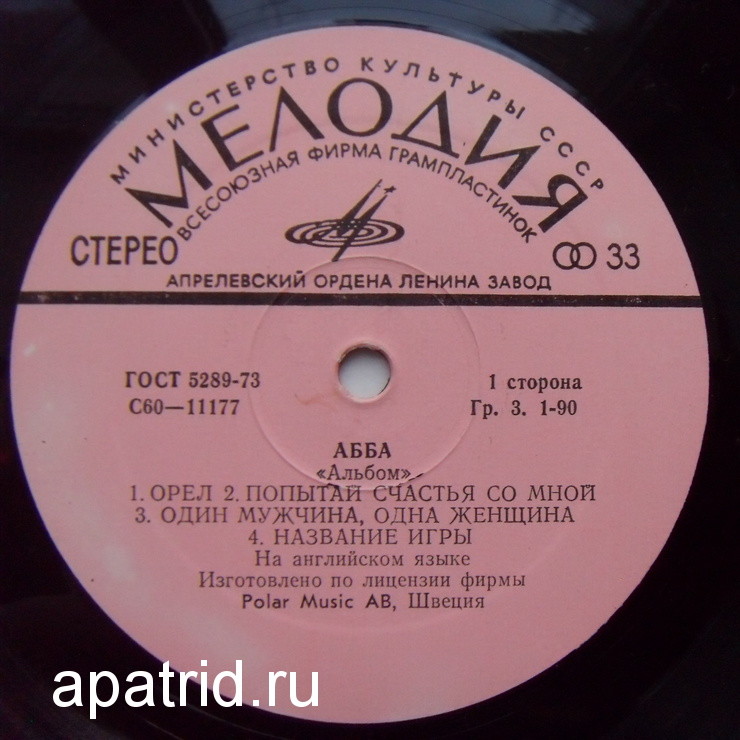 МИНИСТЕРСТВО КУЛЬТУРЫ СССР
МЕЛОДИЯ
ВСЕСОЮЗНАЯ ФИРМА ГРАМПЛАСТИНОК
СТЕРЕО
33
АПРЕЛЕВСКИЙ ОРДЕНА ЛЕНИНА ЗАВОД
ГОСТ 5289-73
1 сторона
С60—11177
Гр. 3. 1-90
АББА
«Альбом»
1. ОРЕЛ 2. ПОПЫТАЙ СЧАСТЬЯ СО МНОЙ
3. ОДИН МУЖЧИНА, ОДНА ЖЕНЩИНА
4. НАЗВАНИЕ ИГРЫ
На английском языке
Изготовлено по лицензии фирмы
Polar Music AB, Швеция
apatrid.ru